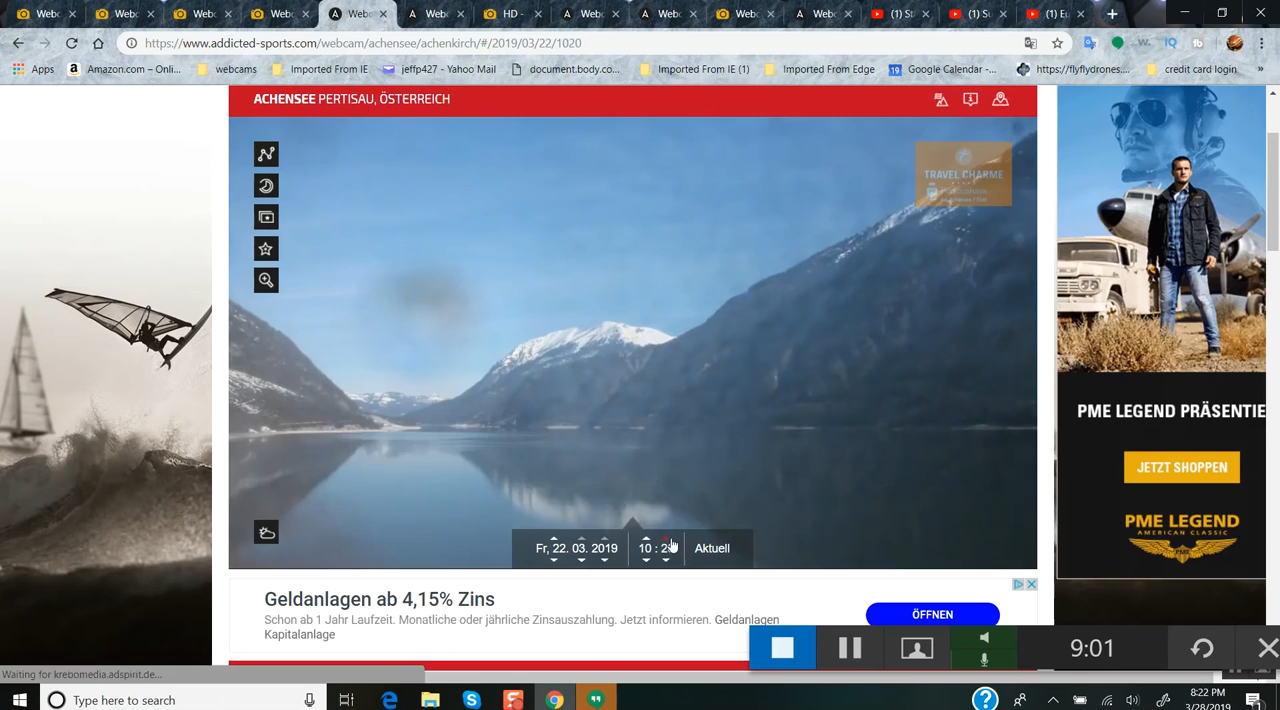 Webc
Webc
Webc
Webc
Webc
Webc
HD -
Webc
Webc
Webc
Webc
(1) St
(1) Su
(1) Eu
https://www.addicted-sports.com/webcam/achensee/achenkirch/#/2019/03/22/1020
Apps
Amazon.com – Onli...
webcams
Imported From IE
jeffp427 - Yahoo Mail
document.body.co...
Imported From IE (1)
Imported From Edge
Google Calendar -...
https://flyflydrones....
credit card login
»
ACHENSEE PERTISAU, ÖSTERREICH
TRAVEL CHARME
Fr, 22. 03. 2019
10 : 2
Aktuell
PME LEGEND PRÄSENTIE
JETZT SHOPPEN
PME LEGEND
AMERICAN CLASSIC
PME
Geldanlagen ab 4,15% Zins
Schon ab 1 Jahr Laufzeit. Monatliche oder jährliche Zinsauszahlung. Jetzt informieren. Geldanlagen
Kapitalanlage
ÖFFNEN
9:01
Waiting for krebomedia.adspirit.de...
Type here to search
8:22 PM
3/28/2019